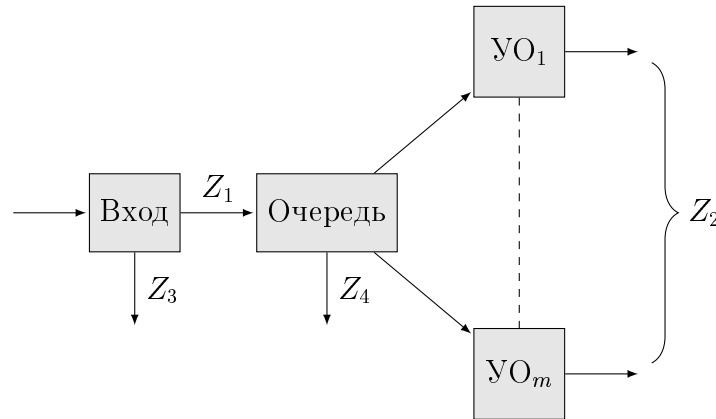 УО₁
Вход
Z₁
Очередь
Z₂
Z₃
Z₄
УОₘ